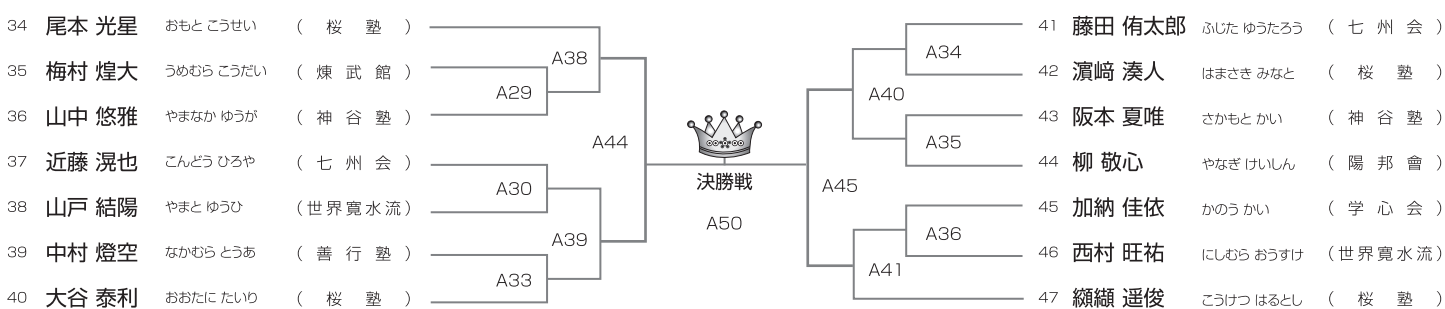 34 尾本 光星 おもと こうせい ( 桜 塾 )
35 梅村 煌大 うめむら こうだい ( 煉 武 館 )
36 山中 悠雅 やまなか ゆうが ( 神 谷 塾 )
37 近藤 滉也 こんどう ひろや ( 七 州 会 )
38 山戸 結陽 やまと ゆうひ (世界寛水流)
39 中村 燈空 なかむら とうあ ( 善 行 塾 )
40 大谷 泰利 おおたに たいり ( 桜 塾 )
A38
A29
A44
A30
A39
A33
決勝戦
A50
A34
A40
A35
A45
A36
A41
41 藤田 侑太郎 ふじた ゆうたろう ( 七 州 会 )
42 濵﨑 湊人 はまさき みなと ( 桜 塾 )
43 阪本 夏唯 さかもと かい ( 神 谷 塾 )
44 柳 敬心 やなぎ けいしん ( 陽 邦 會 )
45 加納 佳依 かのう かい ( 学 心 会 )
46 西村 旺祐 にしむら おうすけ (世界寛水流)
47 纐纈 遥俊 こうけつ はるとし ( 桜 塾 )